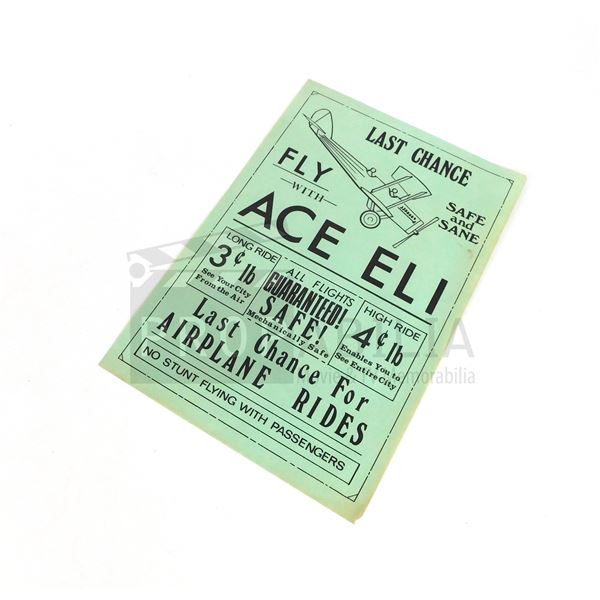 LAST CHANCE
FLY
WITH
SAFE
and
SANE
ACE ELI
LONG RIDE
3¢ lb
See Your City
From the Air
ALL FLIGHTS
GUARANTEED!
SAFE!
Mechanically Safe
HIGH RIDE
4¢ lb
Enables You to
See Entire City
Last Chance For
AIRPLANE RIDES
NO STUNT FLYING WITH PASSENGERS